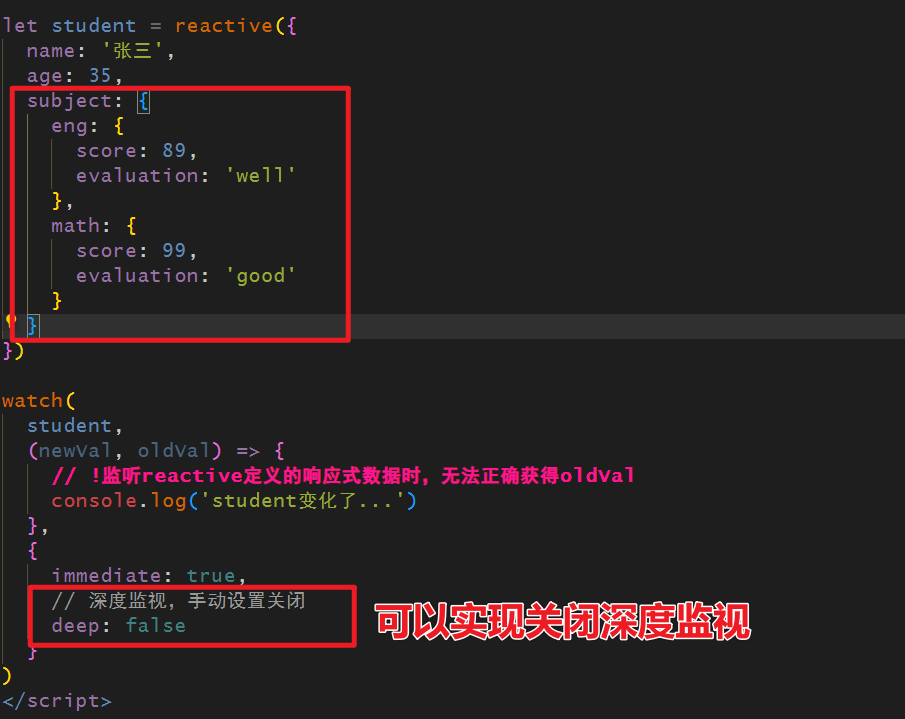 let student = reactive({
name: '张三',
age: 35,
subject: {
eng: {
score: 89,
evaluation: 'well'
},
math: {
score: 99,
evaluation: 'good'
}
}
})
watch(
student,
(newVal, oldVal) => {
// !监听reactive定义的响应式数据时，无法正确获得oldVal
console.log('student变化了...')
},
{
immediate: true,
// 深度监视，手动设置关闭
deep: false
可以实现关闭深度监视
}
)
</script>